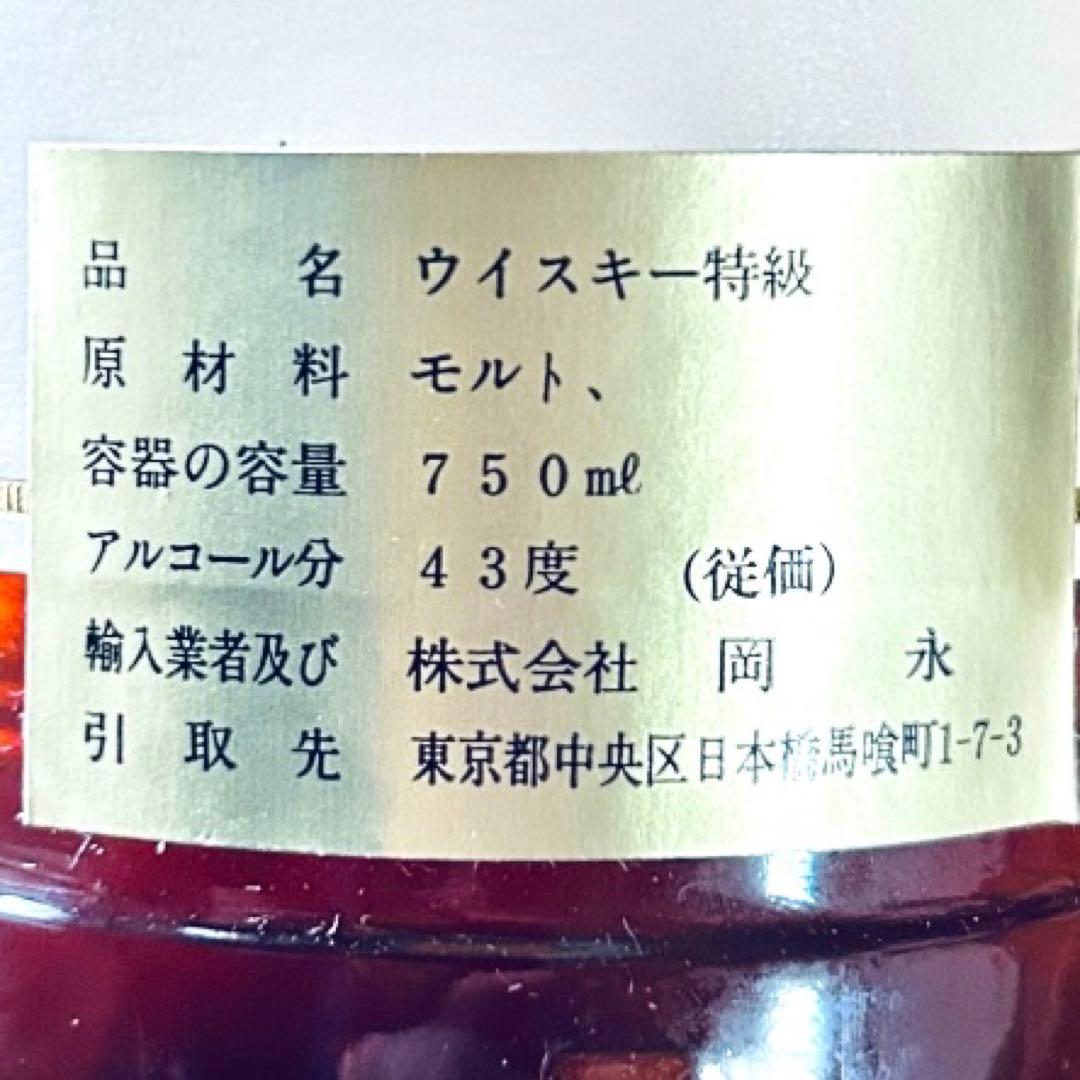 品名 ウイスキー特級
原材料 モルト、
容器の容量 750mℓ
アルコール分 43度 (従価)
輸入業者及び 株式会社 岡永
引取先 東京都中央区日本橋馬喰町1-7-3